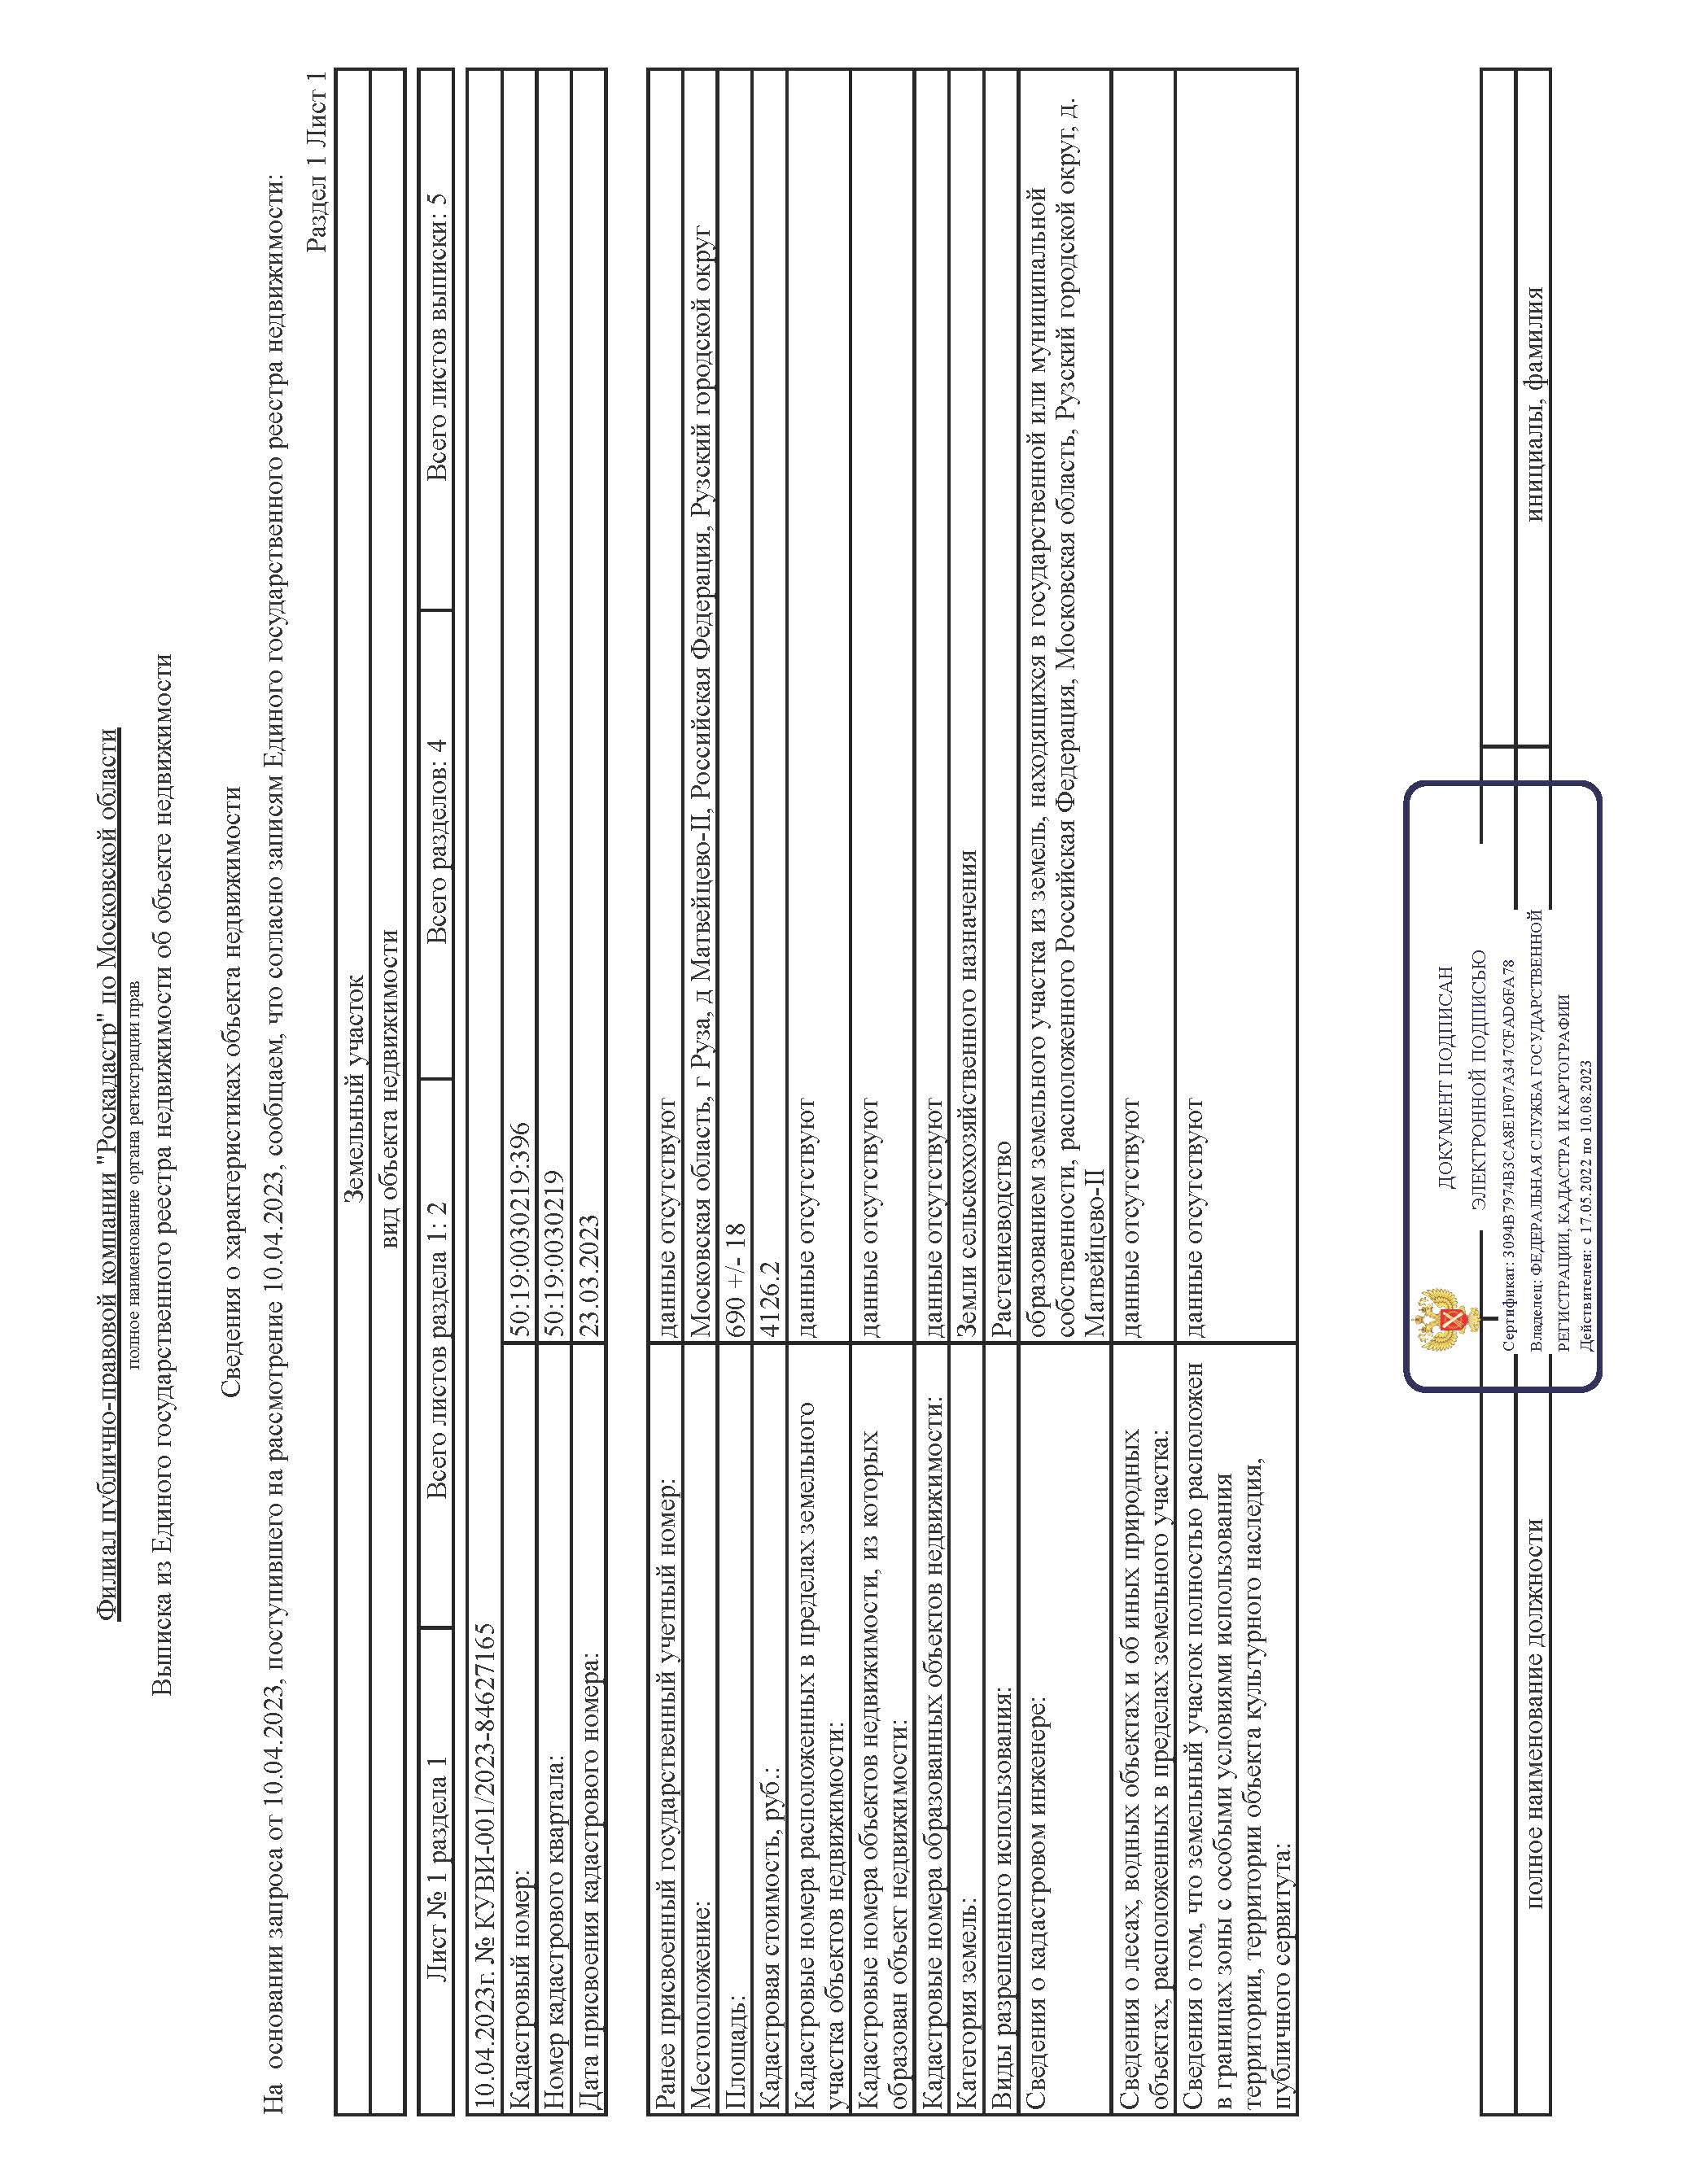 Филиал публично-правовой компании "Роскадастр" по Московской области
полное наименование органа регистрации прав
Выписка из Единого государственного реестра недвижимости об объекте недвижимости
Сведения о характеристиках объекта недвижимости
На основании запроса от 10.04.2023, поступившего на рассмотрение 10.04.2023, сообщаем, что согласно записям Единого государственного реестра недвижимости:
Раздел 1 Лист 1
Земельный участок
вид объекта недвижимости
Лист № 1 раздела 1 Всего листов раздела 1: 2 Всего разделов: 4 Всего листов выписки: 5
10.04.2023г. № КУВИ-001/2023-84627165
Кадастровый номер: 50:19:0030219:396
Номер кадастрового квартала: 50:19:0030219
Дата присвоения кадастрового номера: 23.03.2023
Ранее присвоенный государственный учетный номер: данные отсутствуют
Местоположение: Московская область, г Руза, д Матвейцево-II, Российская Федерация, Рузский городской округ
Площадь: 690 +/- 18
Кадастровая стоимость, руб.: 4126.2
Кадастровые номера расположенных в пределах земельного
участка объектов недвижимости:
данные отсутствуют
Кадастровые номера объектов недвижимости, из которых
образован объект недвижимости:
данные отсутствуют
Кадастровые номера образованных объектов недвижимости: данные отсутствуют
Категория земель: Земли сельскохозяйственного назначения
Виды разрешенного использования: Растениеводство
Сведения о кадастровом инженере:
образованием земельного участка из земель, находящихся в государственной или муниципальной
собственности, расположенного Российская Федерация, Московская область, Рузский городской округ, д.
Матвейцево-II
Сведения о лесах, водных объектах и об иных природных
объектах, расположенных в пределах земельного участка:
данные отсутствуют
Сведения о том, что земельный участок полностью расположен
в границах зоны с особыми условиями использования
территории, территории объекта культурного наследия,
публичного сервитута:
данные отсутствуют
ДОКУМЕНТ ПОДПИСАН
ЭЛЕКТРОННОЙ ПОДПИСЬЮ
Сертификат: 3094B7974B3CA8E1F07A347CFAD6FA78
Владелец: ФЕДЕРАЛЬНАЯ СЛУЖБА ГОСУДАРСТВЕННОЙ
РЕГИСТРАЦИИ, КАДАСТРА И КАРТОГРАФИИ
Действителен: с 17.05.2022 по 10.08.2023
полное наименование должности инициалы, фамилия